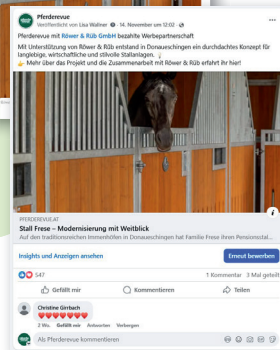 Pferderevue
Veröffentlicht von Lisa Wallner · 14. November um 12:02 ·
Pferderevue mit Röwer & Rüb GmbH bezahlte Werbepartnerschaft
Mit Unterstützung von Röwer & Rüb entstand in Donaueschingen ein durchdachtes Konzept für
langlebige, wirtschaftliche und stilvolle Stallanlagen.
Mehr über das Projekt und die Zusammenarbeit mit Röwer & Rüb erfahrt ihr hier!
PFERDEREVUE.AT
Stall Frese – Modernisierung mit Weitblick
Auf den traditionsreichen Immenhöfen in Donaueschingen hat Familie Frese ihren Pensionstal...
Insights und Anzeigen ansehen
Erneut bewerben
547
1 Kommentar 3 Mal geteilt
Gefällt mir Kommentieren Teilen
Christine Girrbach
2 Wo. Gefällt mir Antworten Verbergen
Als Pferderevue kommentieren